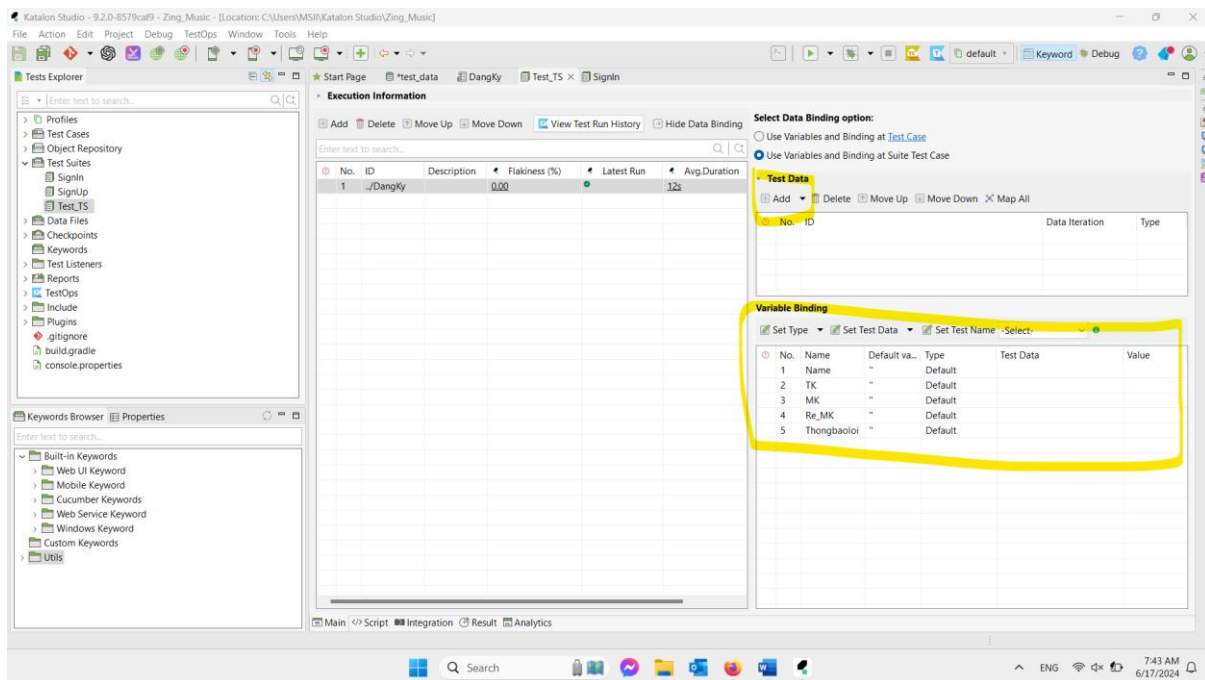 Katalon Studio - 9.2.0-8579caf9 - Zing_Music - [Location: C:\Users\MSII\Katalon Studio\Zing_Music]
File Action Edit Project Debug TestOps Window Tools Help
default Keyword Debug
Tests Explorer
Enter text to search...
Profiles
Test Cases
Object Repository
Test Suites
SignIn
SignUp
Test_TS
Data Files
Checkpoints
Keywords
Test Listeners
Reports
TestOps
Include
Plugins
.gitignore
build.gradle
console.properties
Keywords Browser Properties
Enter text to search...
Built-in Keywords
Web UI Keyword
Mobile Keyword
Cucumber Keywords
Web Service Keyword
Windows Keyword
Custom Keywords
Utils
Start Page *test_data DangKy Test_TS SignIn
Execution Information
Add Delete Move Up Move Down View Test Run History Hide Data Binding
Enter text to search...
No. ID Description Flakiness (%) Latest Run Avg.Duration
1 ../DangKy 0.00 12s
Select Data Binding option:
Use Variables and Binding at Test Case
Use Variables and Binding at Suite Test Case
Test Data
Add Delete Move Up Move Down Map All
No. ID Data Iteration Type
Variable Binding
Set Type Set Test Data Set Test Name -Select-
No. Name Default va... Type Test Data Value
1 Name '' Default
2 TK '' Default
3 MK '' Default
4 Re_MK '' Default
5 Thongbaoloi '' Default
Main Script Integration Result Analytics
Search
ENG
7:43 AM
6/17/2024